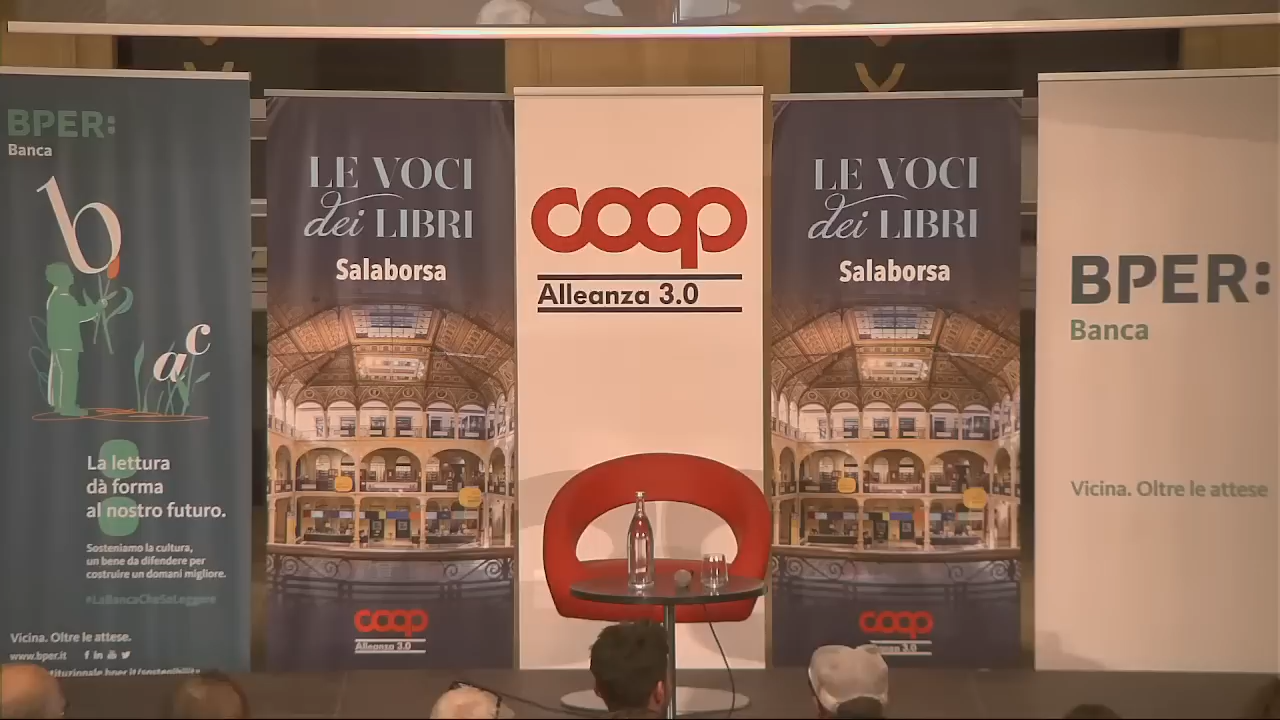 BPER:
Banca
b
a c
La lettura
dà forma
al nostro futuro.
Sosteniamo la cultura,
un bene da difendere per
costruire un domani migliore.
#LaBancaCheSaLeggere
Vicina. Oltre le attese.
www.bper.it
LE VOCI
dei LIBRI
Salaborsa
coop
Alleanza 3.0
coop
Alleanza 3.0
LE VOCI
dei LIBRI
Salaborsa
coop
3.0
BPER:
Banca
Vicina. Oltre le attese